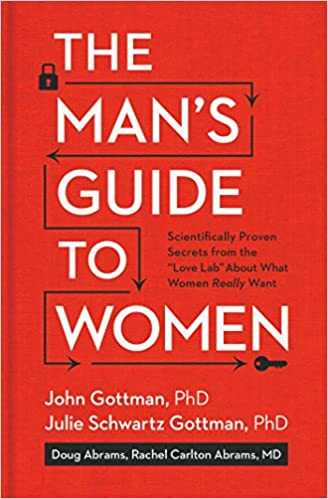 THE
MAN'S
GUIDE
TO
WOMEN
Scientifically Proven
Secrets from the
“Love Lab” About What
Women Really Want
John Gottman, PhD
Julie Schwartz Gottman, PhD
Doug Abrams, Rachel Carlton Abrams, MD